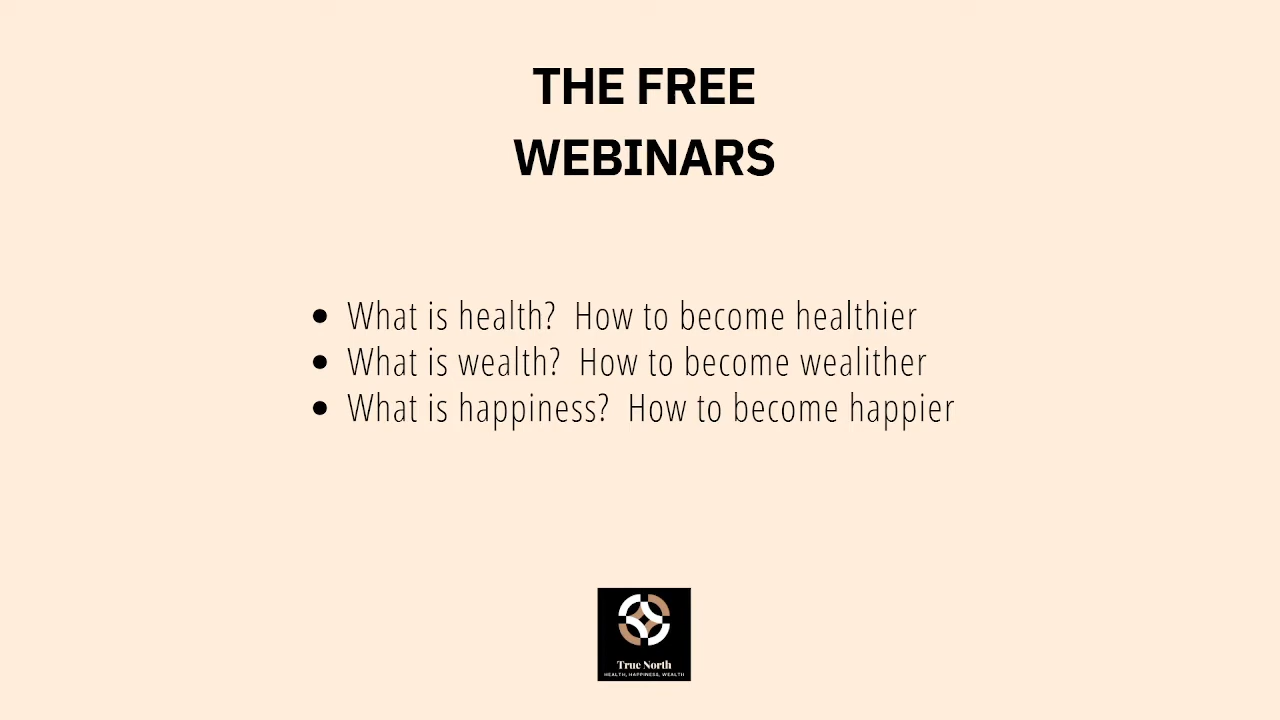 THE FREE
WEBINARS
• What is health?  How to become healthier
• What is wealth?  How to become wealither
• What is happiness?  How to become happier
True North
HEALTH, HAPPINESS, WEALTH